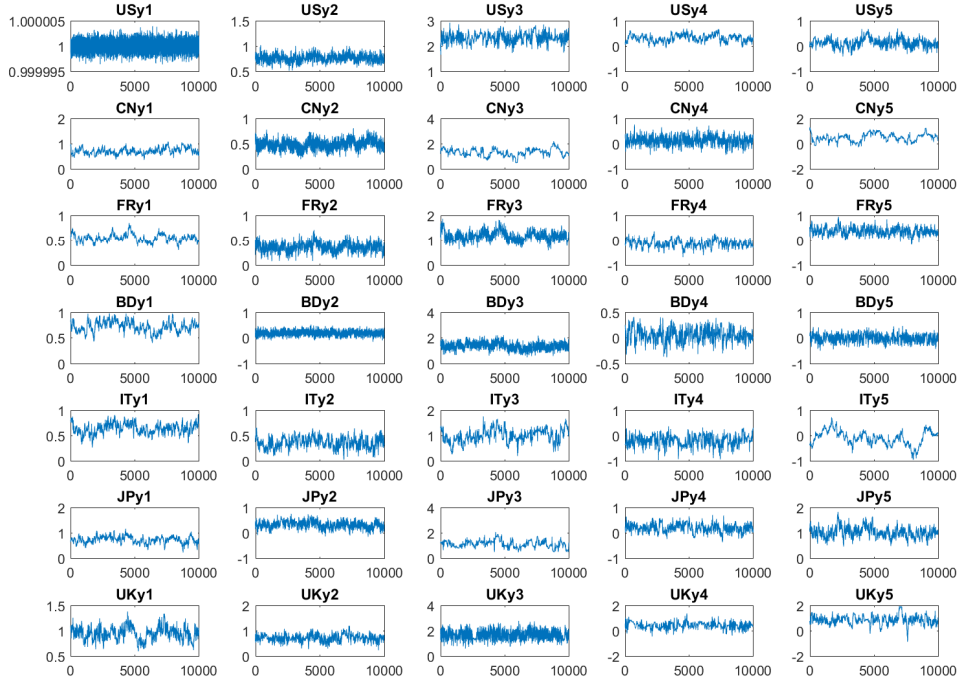 USy1 USy2 USy3 USy4 USy5
1.000005 1.5 3 1 1
1 1 2 0 0
0.999995 0.5 1 -1 -1
0 5000 10000 0 5000 10000 0 5000 10000 0 5000 10000 0 5000 10000
CNy1 CNy2 CNy3 CNy4 CNy5
2 1 4 1 2
1 0.5 2 0 0
0 0 0 -1 -2
0 5000 10000 0 5000 10000 0 5000 10000 0 5000 10000 0 5000 10000
FRy1 FRy2 FRy3 FRy4 FRy5
1 1 2 1 1
0.5 0.5 1 0 0
0 0 0 -1 -1
0 5000 10000 0 5000 10000 0 5000 10000 0 5000 10000 0 5000 10000
BDy1 BDy2 BDy3 BDy4 BDy5
1 1 4 0.5 1
0.5 0 2 0 0
0 -1 0 -0.5 -1
0 5000 10000 0 5000 10000 0 5000 10000 0 5000 10000 0 5000 10000
ITy1 ITy2 ITy3 ITy4 ITy5
1 1 2 1 1
0.5 0.5 1 0 0
0 0 0 -1 -1
0 5000 10000 0 5000 10000 0 5000 10000 0 5000 10000 0 5000 10000
JPy1 JPy2 JPy3 JPy4 JPy5
2 1 4 1 2
1 0 2 0 1
0 -1 0 -1 0
0 5000 10000 0 5000 10000 0 5000 10000 0 5000 10000 0 5000 10000
UKy1 UKy2 UKy3 UKy4 UKy5
1.5 2 4 2 2
1 1 2 0 0
0.5 0 0 -2 -2
0 5000 10000 0 5000 10000 0 5000 10000 0 5000 10000 0 5000 10000